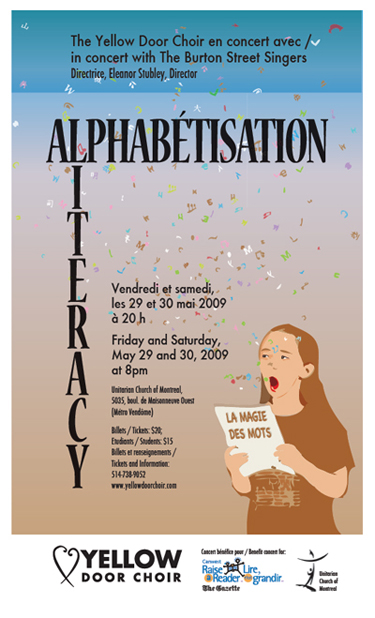 The Yellow Door Choir en concert avec /
in concert with The Burton Street Singers
Directrice, Eleanor Stubley, Director
ALPHABÉTISATION
LITERACY
Vendredi et samedi,
les 29 et 30 mai 2009
à 20 h
Friday and Saturday,
May 29 and 30, 2009
at 8pm
Unitarian Church of Montreal,
5035, boul. de Maisonneuve Ouest
(Métro Vendôme)
Billets / Tickets: $20;
Etudiants / Students: $15
Billets et renseignements /
Tickets and Information:
514-738-9052
www.yellowdoorchoir.com
LA MAGIE
DES MOTS
YELLOW
DOOR CHOIR
Concert bénéfice pour / Benefit concert for:
Canwest
Raise a Reader
Lire, c'est grandir.
The Gazette
Unitarian
Church of
Montreal